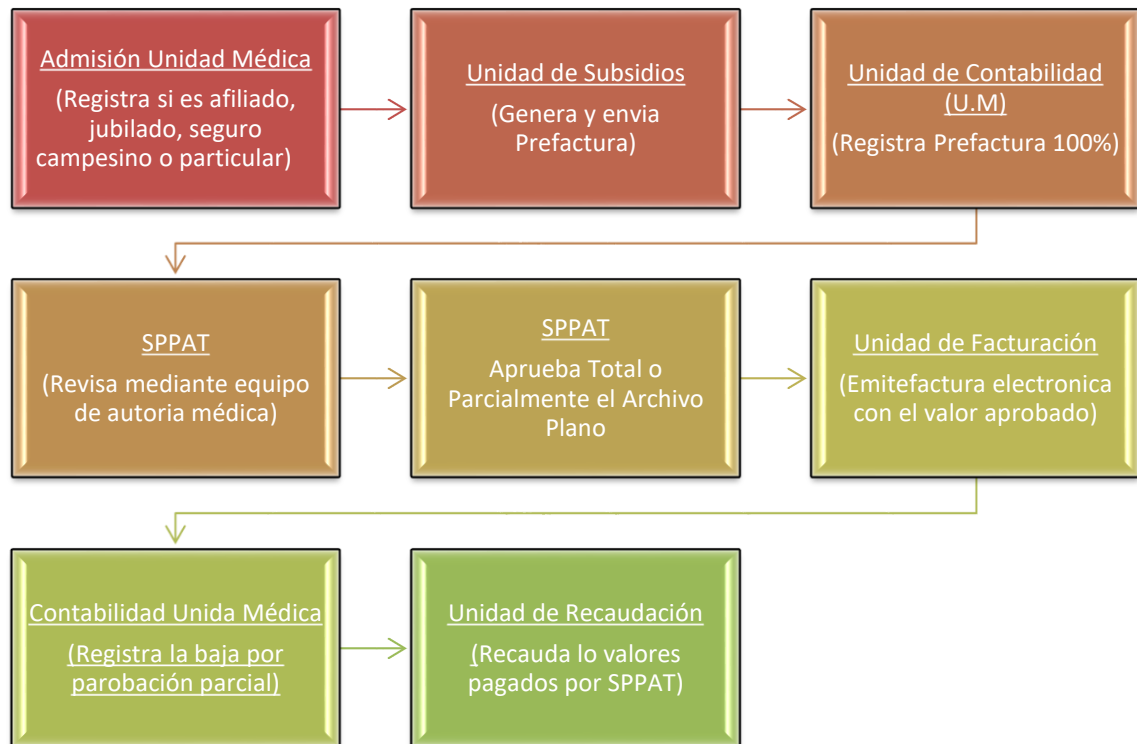 Admisión Unidad Médica
(Registra si es afiliado,
jubilado, seguro
campesino o particular)
Unidad de Subsidios
(Genera y envia
Prefactura)
Unidad de Contabilidad
(U.M)
(Registra Prefactura 100%)
SPPAT
(Revisa mediante equipo
de autoria médica)
SPPAT
Aprueba Total o
Parcialmente el Archivo
Plano
Unidad de Facturación
(Emitefactura electronica
con el valor aprobado)
Contabilidad Unida Médica
(Registra la baja por
parobación parcial)
Unidad de Recaudación
(Recauda lo valores
pagados por SPPAT)